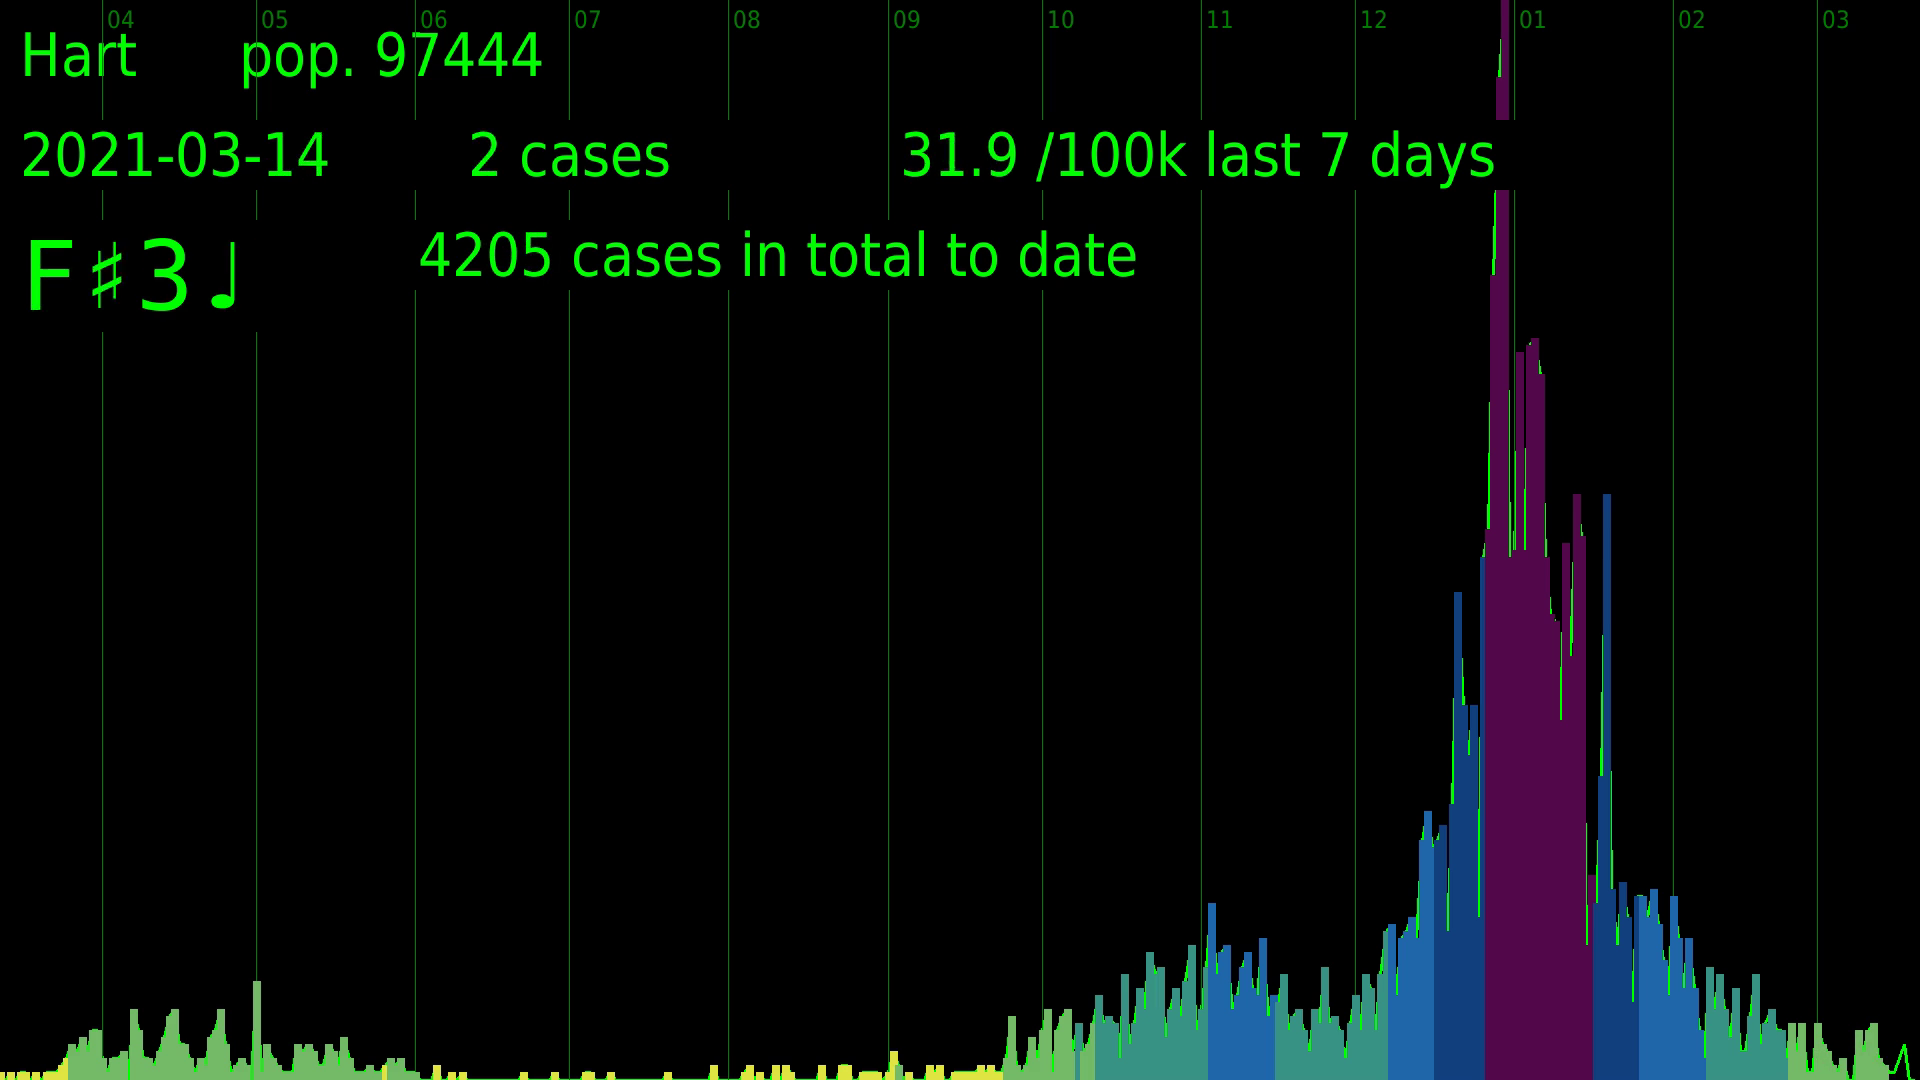 04 05 06 07 08 09 10 11 12 01 02 03
Hart pop. 97444
2021-03-14 2 cases 31.9 /100k last 7 days
F♯3♩ 4205 cases in total to date